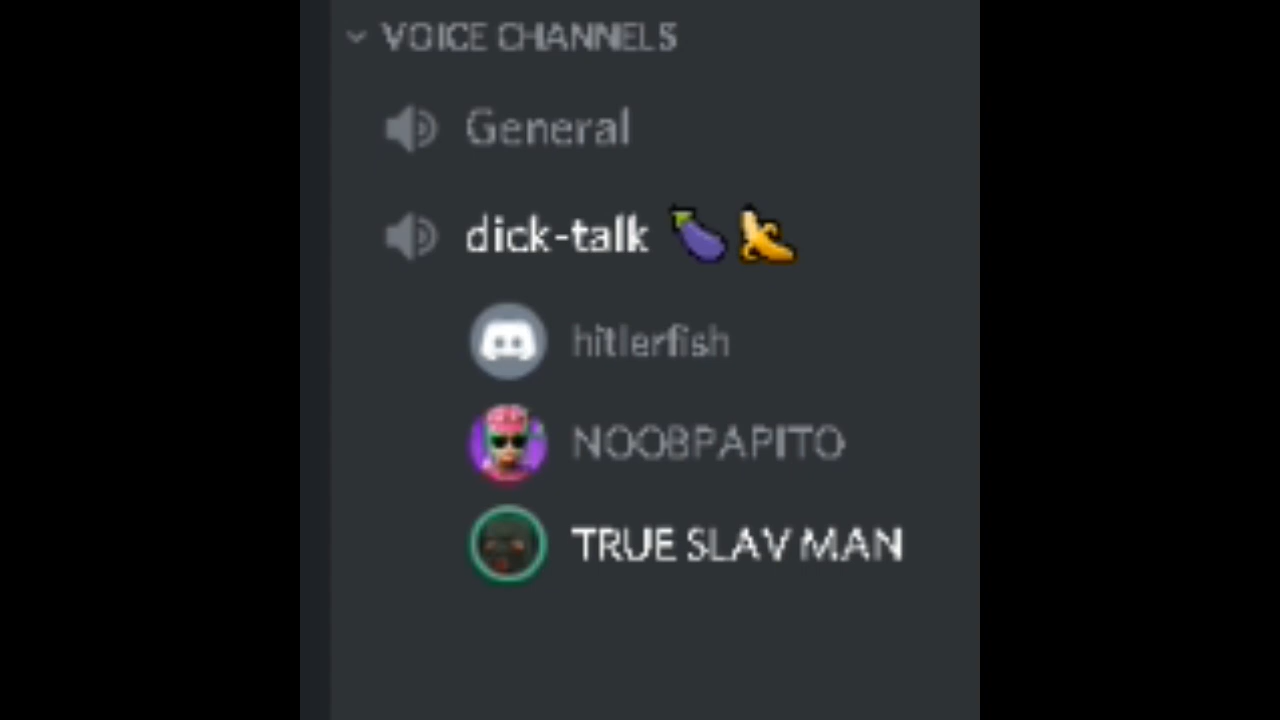 VOICE CHANNELS
General
dick-talk 🍆🍌
hitlerfish
NOOBPAPITO
TRUE SLAV MAN